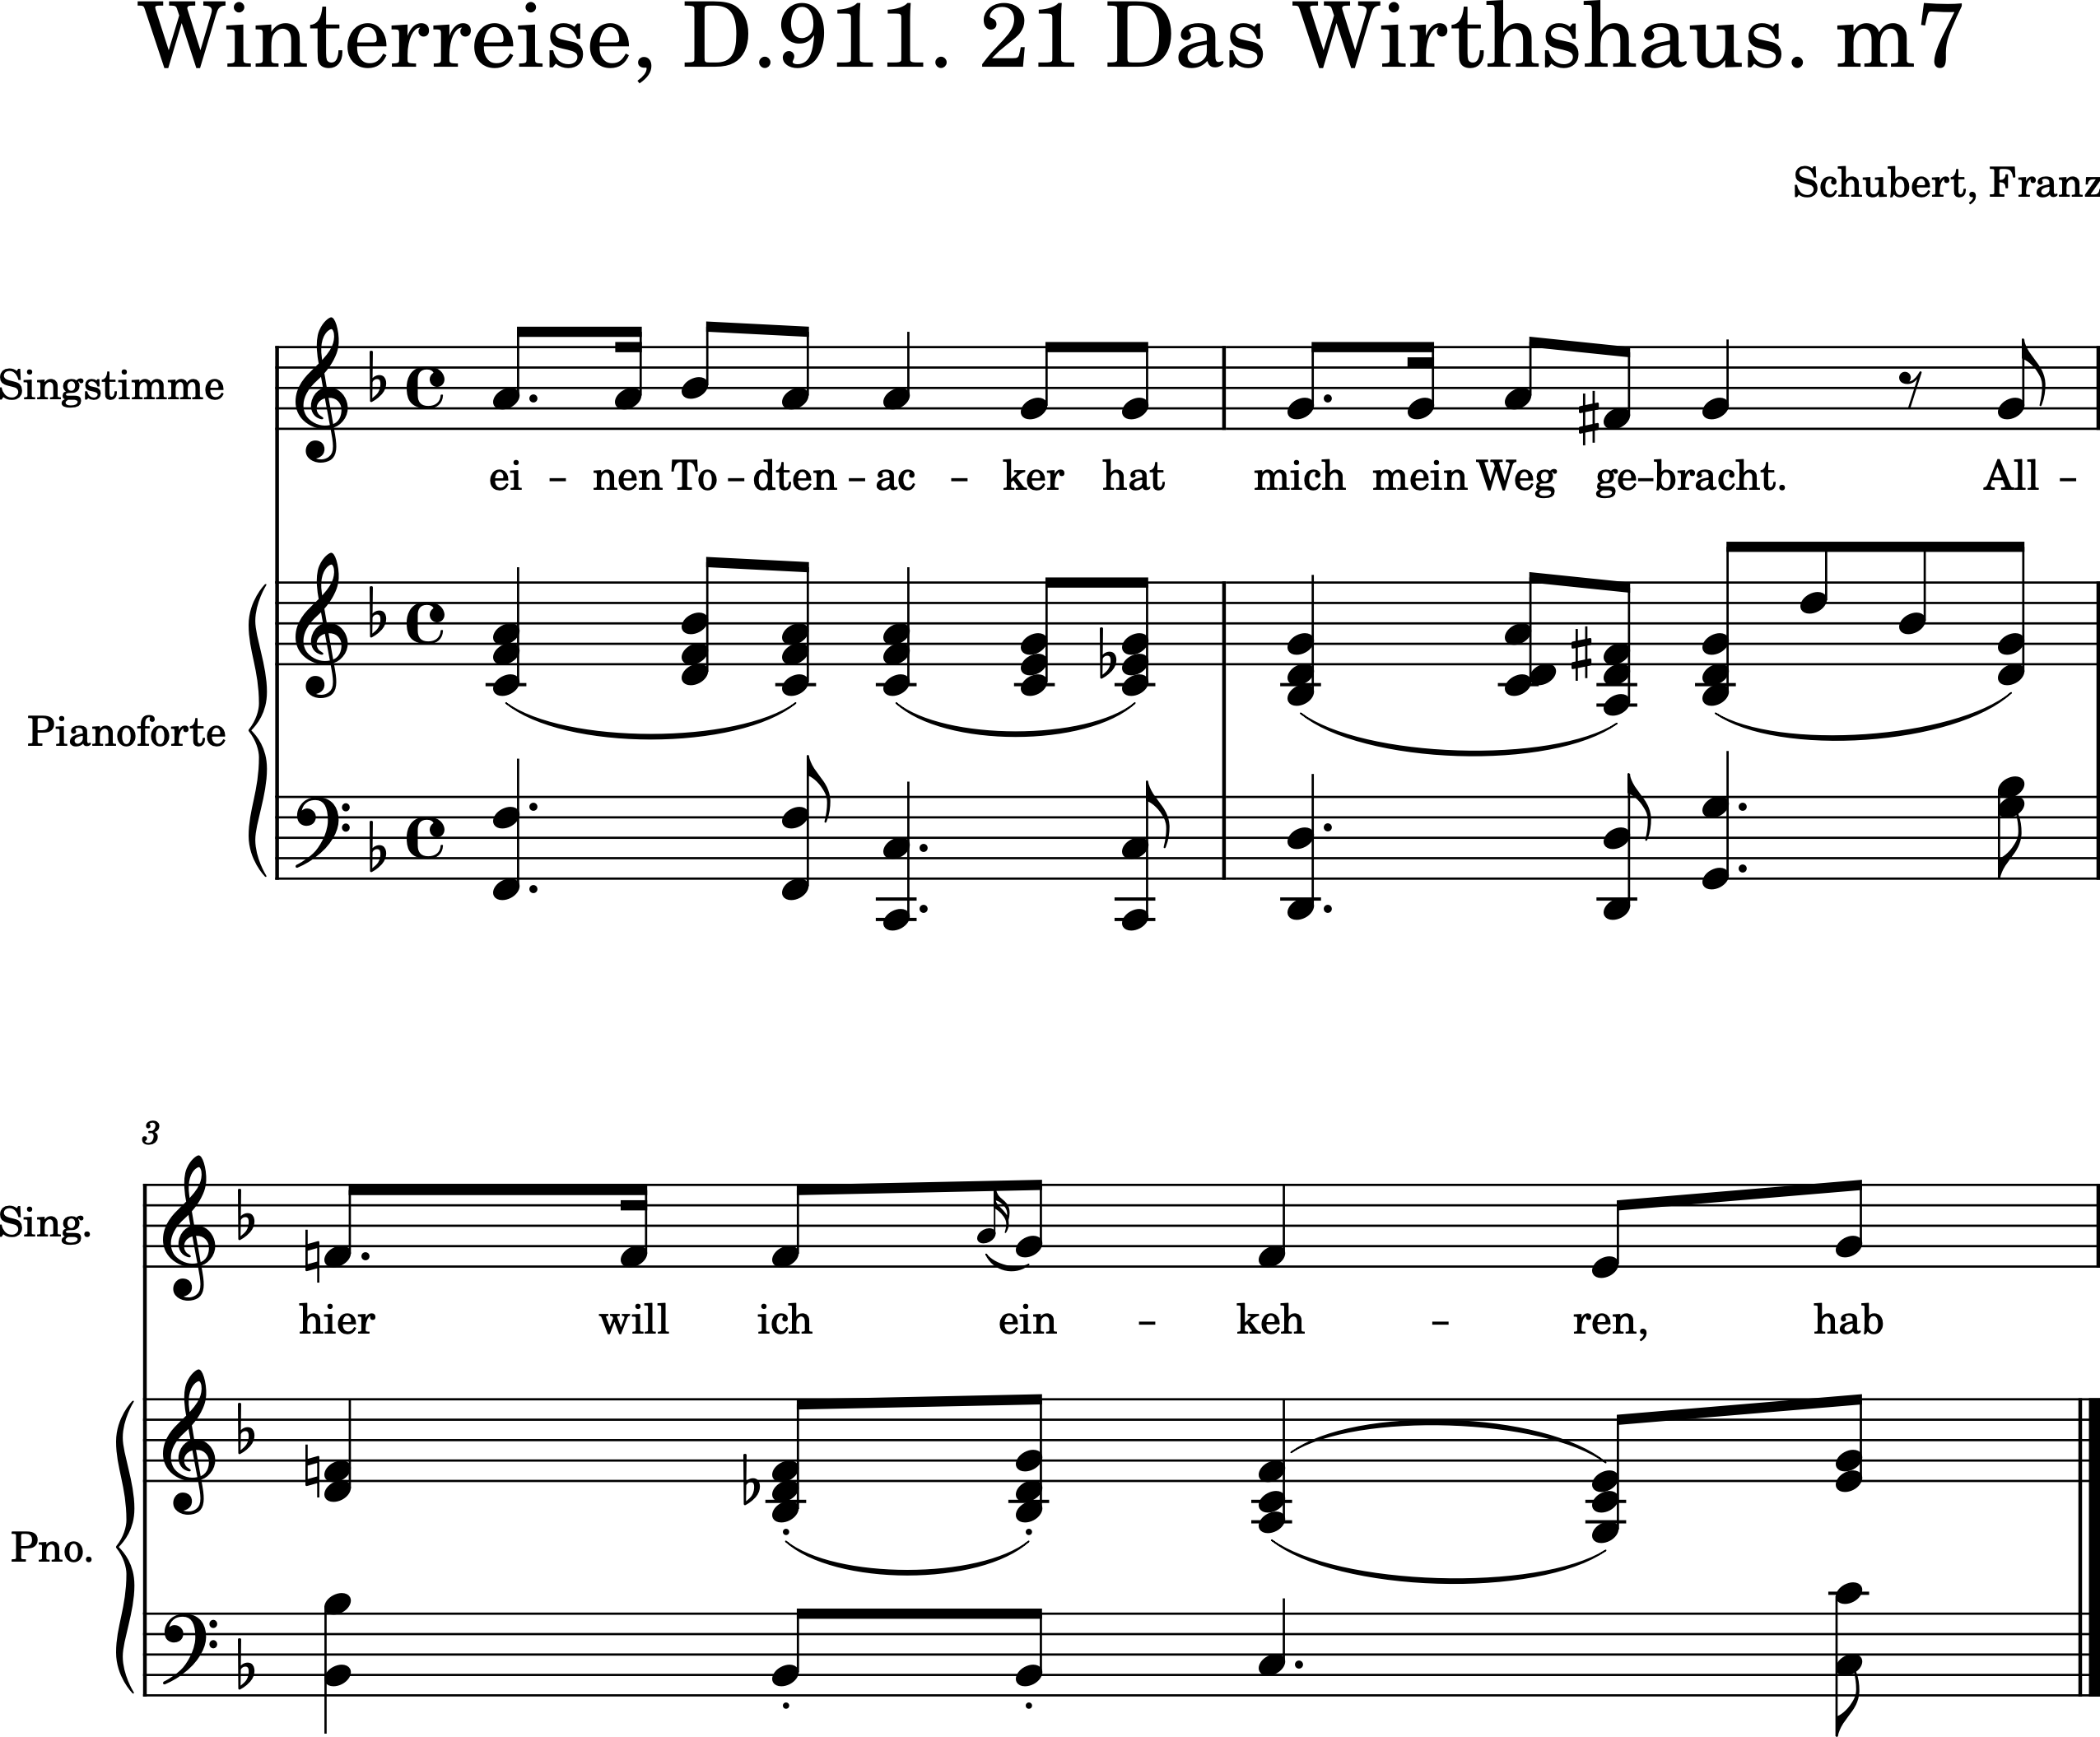 Winterreise, D.911. 21 Das Wirthshaus. m7
Schubert, Franz
Singstimme
ei – nen To – dten – ac – ker hat mich mein Weg ge–bracht. All –
Pianoforte
3
Sing.
hier will ich ein – keh – ren, hab
Pno.